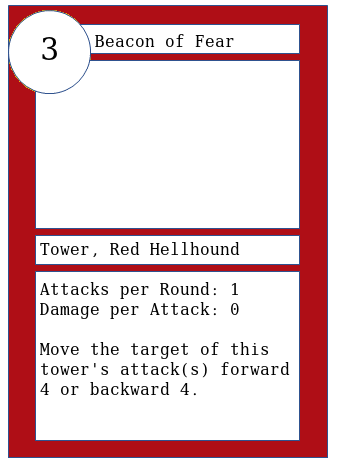 3
Beacon of Fear
Tower, Red Hellhound
Attacks per Round: 1
Damage per Attack: 0
Move the target of this
tower's attack(s) forward
4 or backward 4.